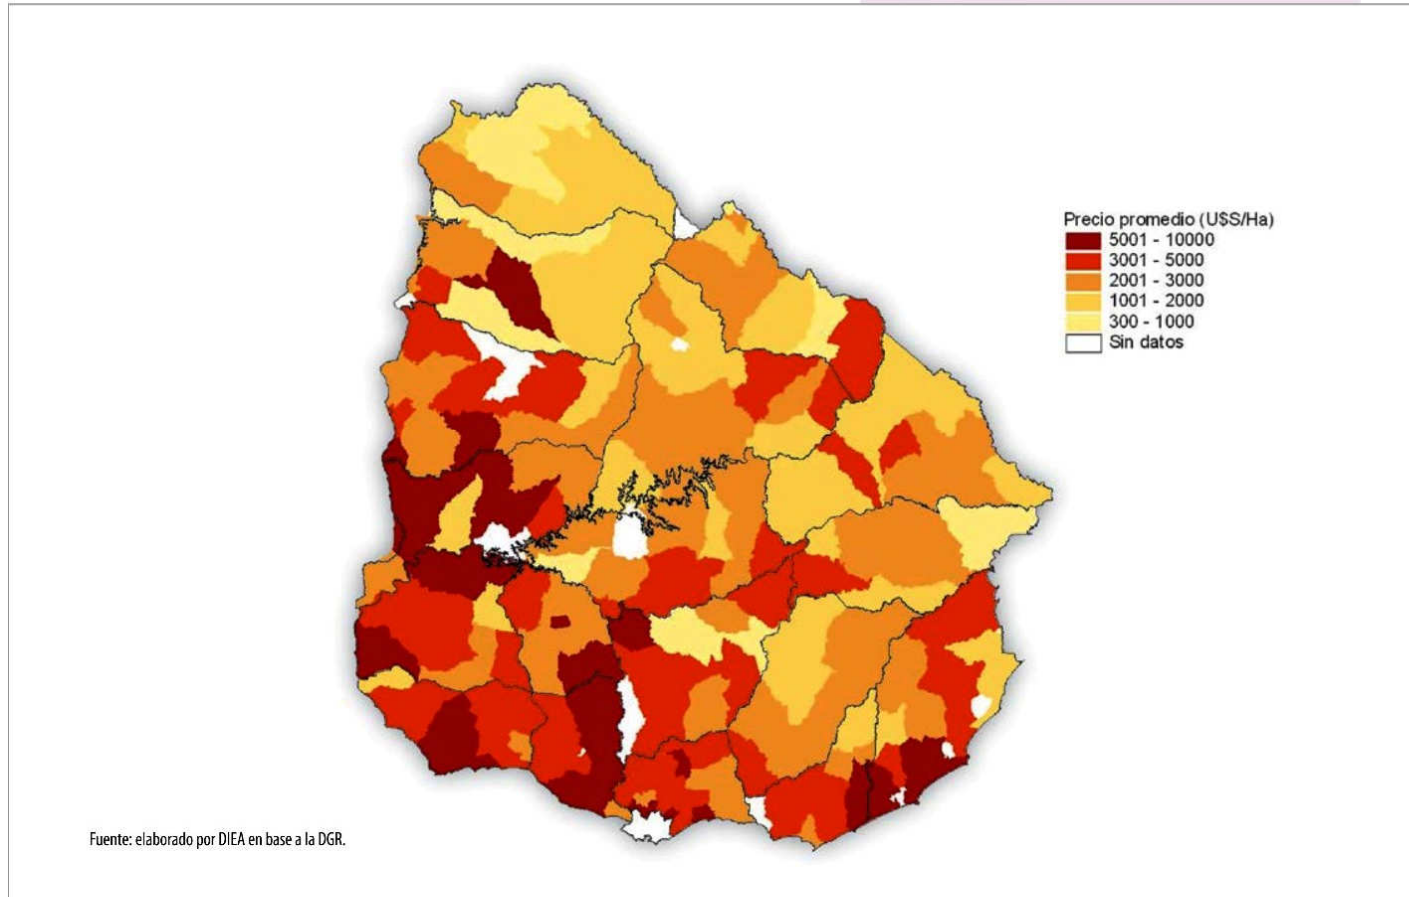 Precio promedio (U$S/Ha)
5001 - 10000
3001 - 5000
2001 - 3000
1001 - 2000
300 - 1000
Sin datos
Fuente: elaborado por DIEA en base a la DGR.